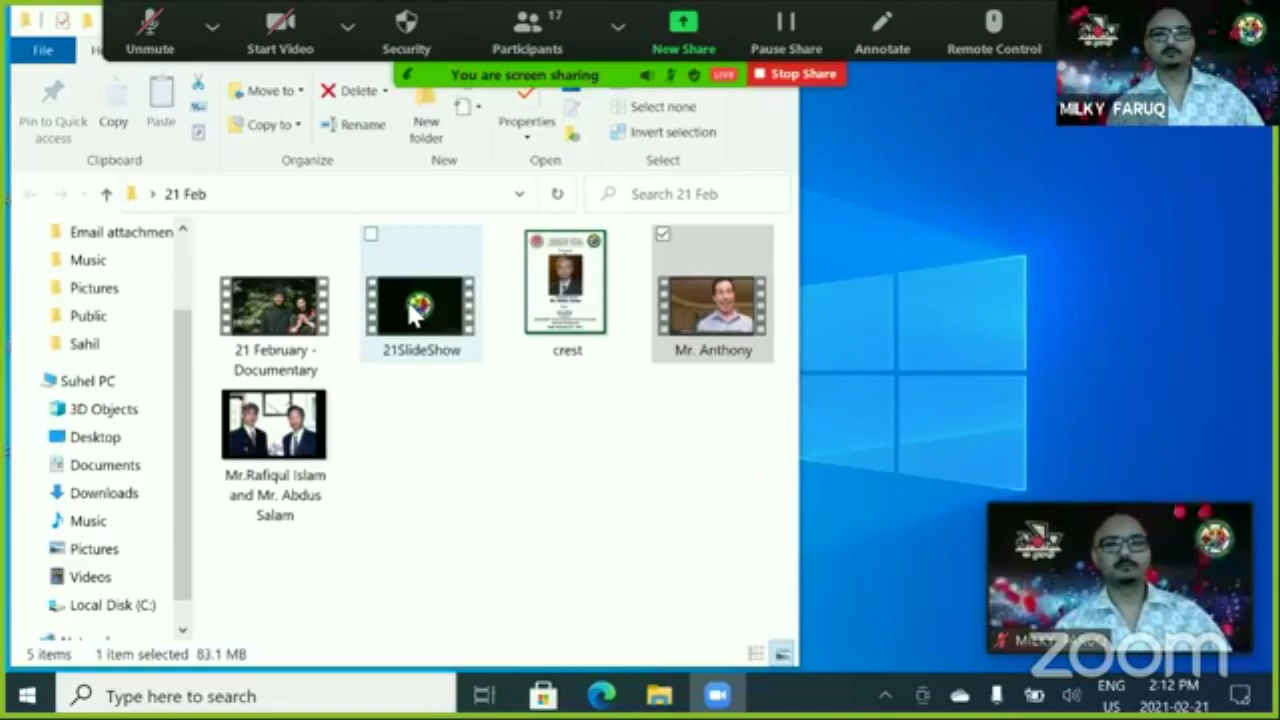 Unmute
Start Video
Security
Participants
17
New Share
Pause Share
Annotate
Remote Control
You are screen sharing
LIVE
Stop Share
MILKY FARUQ
File
Pin to Quick
access
Copy
Paste
Clipboard
Move to
Copy to
Delete
Rename
Organize
New
folder
New
Properties
Open
Select none
Invert selection
Select
21 Feb
Search 21 Feb
Email attachmen
Music
Pictures
Public
Sahil
Suhel PC
3D Objects
Desktop
Documents
Downloads
Music
Pictures
Videos
Local Disk (C:)
21 February -
Documentary
21SlideShow
crest
Mr. Anthony
Mr.Rafiqul Islam
and Mr. Abdus
Salam
5 items
1 item selected
83.1 MB
zoom
Type here to search
ENG
US
2:12 PM
2021-02-21